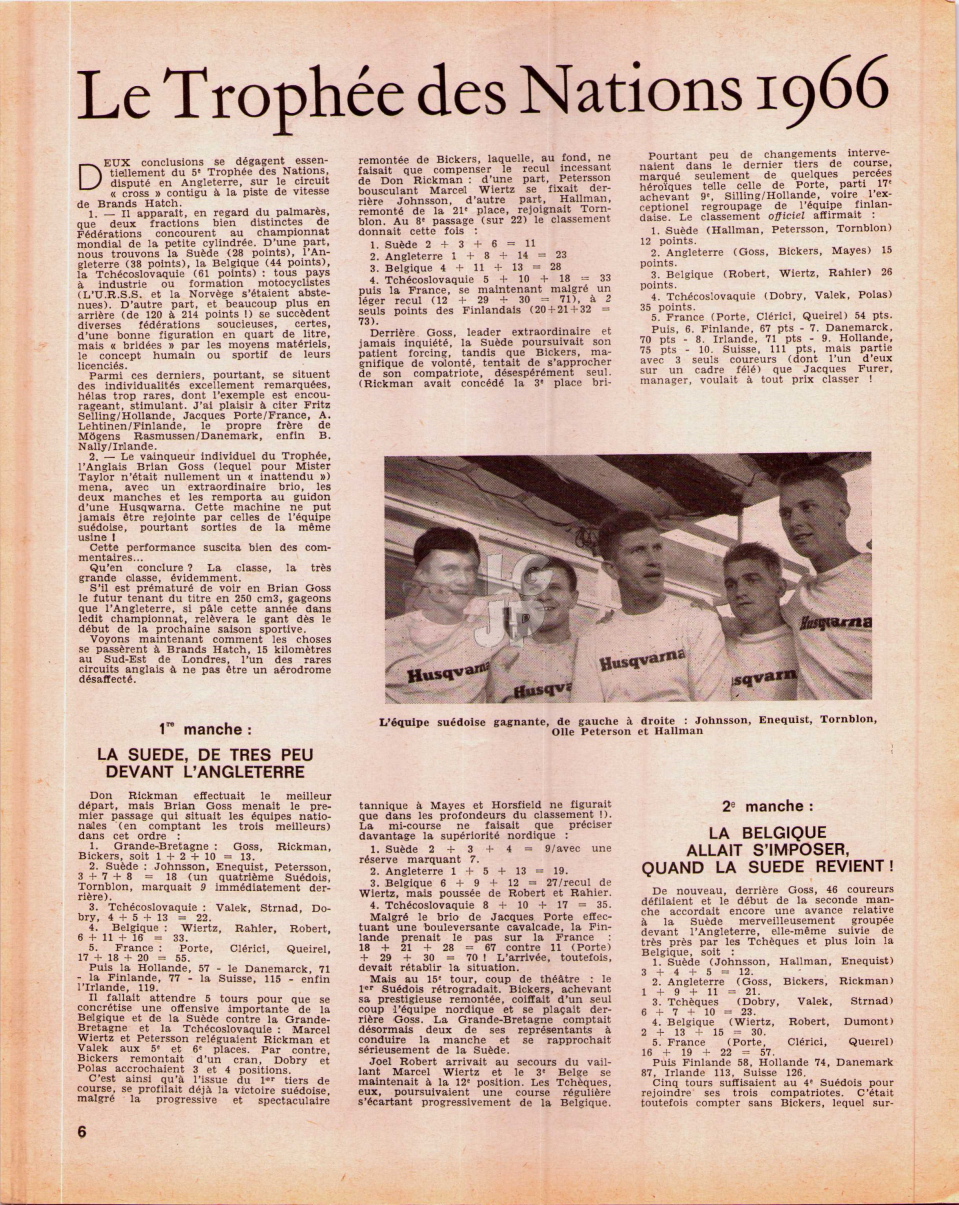 Le Trophée des Nations 1966
DEUX conclusions se dégagent essen-
tiellement du 5e Trophée des Nations,
disputé en Angleterre, sur le circuit
« cross » contigu à la piste de vitesse
de Brands Hatch.
1. — Il apparaît, en regard du palmarès,
que deux fractions bien distinctes de
Fédérations concourent au championnat
mondial de la petite cylindrée. D'une part,
nous trouvons la Suède (28 points), l'An-
gleterre (38 points), la Belgique (44 points),
la Tchécoslovaquie (61 points) : tous pays
à industrie ou formation motocyclistes
(L'U.R.S.S. et la Norvège s'étaient abste-
nues). D'autre part, et beaucoup plus en
arrière (de 120 à 214 points !) se succèdent
diverses fédérations soucieuses, certes,
d'une bonne figuration en quart de litre,
mais « bridées » par les moyens matériels,
le concept humain ou sportif de leurs
licenciés.
Parmi ces derniers, pourtant, se situent
des individualités excellement remarquées,
hélas trop rares, dont l'exemple est encou-
rageant, stimulant. J'ai plaisir à citer Fritz
Selling/Hollande, Jacques Porte/France, A.
Lehtinen/Finlande, le propre frère de
Mögens Rasmussen/Danemark, enfin B.
Nally/Irlande.
2. — Le vainqueur individuel du Trophée,
l'Anglais Brian Goss (lequel pour Mister
Taylor n'était nullement un « inattendu »)
mena, avec un extraordinaire brio, les
deux manches et les remporta au guidon
d'une Husqwarna. Cette machine ne put
jamais être rejointe par celles de l'équipe
suédoise, pourtant sorties de la même
usine !
Cette performance suscita bien des com-
mentaires...
Qu'en conclure ? La classe, la très
grande classe, évidemment.
S'il est prématuré de voir en Brian Goss
le futur tenant du titre en 250 cm3, gageons
que l'Angleterre, si pâle cette année dans
ledit championnat, relèvera le gant dès le
début de la prochaine saison sportive.
Voyons maintenant comment les choses
se passèrent à Brands Hatch, 15 kilomètres
au Sud-Est de Londres, l'un des rares
circuits anglais à ne pas être un aérodrome
désaffecté.
1re manche :
LA SUEDE, DE TRES PEU
DEVANT L'ANGLETERRE
Don Rickman effectuait le meilleur
départ, mais Brian Goss menait le pre-
mier passage qui situait les équipes natio-
nales (en comptant les trois meilleurs)
dans cet ordre :
1. Grande-Bretagne : Goss, Rickman,
Bickers, soit 1 + 2 + 10 = 13.
2. Suède : Johnsson, Enequist, Petersson,
3 + 7 + 8 = 18 (un quatrième Suédois,
Tornblon, marquait 9 immédiatement der-
rière).
3. Tchécoslovaquie : Valek, Strnad, Do-
bry, 4 + 5 + 13 = 22.
4. Belgique : Wiertz, Rahier, Robert,
6 + 11 + 16 = 33.
5. France : Porte, Clérici, Queirel,
17 + 18 + 20 = 55.
Puis la Hollande, 57 - le Danemarck, 71
- la Finlande, 77 - la Suisse, 115 - enfin
l'Irlande, 119.
Il fallait attendre 5 tours pour que se
concrétise une offensive importante de la
Belgique et de la Suède contre la Grande-
Bretagne et la Tchécoslovaquie : Marcel
Wiertz et Petersson reléguaient Rickman et
Valek aux 5e et 6e places. Par contre,
Bickers remontait d'un cran, Dobry et
Polas accrochaient 3 et 4 positions.
C'est ainsi qu'à l'issue du 1er tiers de
course, se profilait déjà la victoire suédoise,
malgré la progressive et spectaculaire
remontée de Bickers, laquelle, au fond, ne
faisait que compenser le recul incessant
de Don Rickman : d'une part, Petersson
bousculant Marcel Wiertz se fixait der-
rière Johnsson, d'autre part, Hallman,
remonté de la 21e place, rejoignait Torn-
blon. Au 8e passage (sur 22) le classement
donnait cette fois :
1. Suède 2 + 3 + 6 = 11
2. Angleterre 1 + 8 + 14 = 23
3. Belgique 4 + 11 + 13 = 28
4. Tchécoslovaquie 5 + 10 + 18 = 33
puis la France, se maintenant malgré un
léger recul (12 + 29 + 30 = 71), à 2
seuls points des Finlandais (20+21+32 =
73).
Derrière Goss, leader extraordinaire et
jamais inquiété, la Suède poursuivait son
patient forcing, tandis que Bickers, ma-
gnifique de volonté, tentait de s'approcher
de son compatriote, désespérément seul.
(Rickman avait concédé la 3e place bri-
tannique à Mayes et Horsfield ne figurait
que dans les profondeurs du classement !).
La mi-course ne faisait que préciser
davantage la supériorité nordique :
1. Suède 2 + 3 + 4 = 9/avec une
réserve marquant 7.
2. Angleterre 1 + 5 + 13 = 19.
3. Belgique 6 + 9 + 12 = 27/recul de
Wiertz, mais poussée de Robert et Rahier.
4. Tchécoslovaquie 8 + 10 + 17 = 35.
Malgré le brio de Jacques Porte effec-
tuant une bouleversante cavalcade, la Fin-
lande prenait le pas sur la France :
18 + 21 + 28 = 67 contre 11 (Porte)
+ 29 + 30 = 70 ! L'arrivée, toutefois,
devait rétablir la situation.
Mais au 15e tour, coup de théâtre : le
1er Suédois rétrogradait. Bickers, achevant
sa prestigieuse remontée, coiffait d'un seul
coup l'équipe nordique et se plaçait der-
rière Goss. La Grande-Bretagne comptait
désormais deux de ses représentants à
conduire la manche et se rapprochait
sérieusement de la Suède.
Joel Robert arrivait au secours du vail-
lant Marcel Wiertz et le 3e Belge se
maintenait à la 12e position. Les Tchèques,
eux, poursuivaient une course régulière
s'écartant progressivement de la Belgique.
Pourtant peu de changements interve-
naient dans le dernier tiers de course,
marqué seulement de quelques percées
héroïques telle celle de Porte, parti 17e
achevant 9e, Silling/Hollande, voire l'ex-
ceptionel regroupage de l'équipe finlan-
daise. Le classement officiel affirmait :
1. Suède (Hallman, Petersson, Tornblon)
12 points.
2. Angleterre (Goss, Bickers, Mayes) 15
points.
3. Belgique (Robert, Wiertz, Rahier) 26
points.
4. Tchécoslovaquie (Dobry, Valek, Polas)
35 points.
5. France (Porte, Clérici, Queirel) 54 pts.
Puis, 6. Finlande, 67 pts - 7. Danemarck,
70 pts - 8. Irlande, 71 pts - 9. Hollande,
75 pts - 10. Suisse, 111 pts, mais partie
avec 3 seuls coureurs (dont l'un d'eux
sur un cadre fêlé) que Jacques Furer,
manager, voulait à tout prix classer !
Husqvarna
Husqva
Husqvarna
sqvarn
Husqvarna
L'équipe suédoise gagnante, de gauche à droite : Johnsson, Enequist, Tornblon,
Olle Peterson et Hallman
2e manche :
LA BELGIQUE
ALLAIT S'IMPOSER,
QUAND LA SUEDE REVIENT !
De nouveau, derrière Goss, 46 coureurs
défilaient et le début de la seconde man-
che accordait encore une avance relative
à la Suède merveilleusement groupée
devant l'Angleterre, elle-même suivie de
très près par les Tchèques et plus loin la
Belgique, soit :
1. Suède (Johnsson, Hallman, Enequist)
3 + 4 + 5 = 12.
2. Angleterre (Goss, Bickers, Rickman)
1 + 9 + 11 = 21.
3. Tchèques (Dobry, Valek, Strnad)
6 + 7 + 10 = 23.
4. Belgique (Wiertz, Robert, Dumont)
2 + 13 + 15 = 30.
5. France (Porte, Clérici, Queirel)
16 + 19 + 22 = 57.
Puis Finlande 58, Hollande 74, Danemark
87, Irlande 113, Suisse 126.
Cinq tours suffisaient au 4e Suédois pour
rejoindre ses trois compatriotes. C'était
toutefois compter sans Bickers, lequel sur-
6